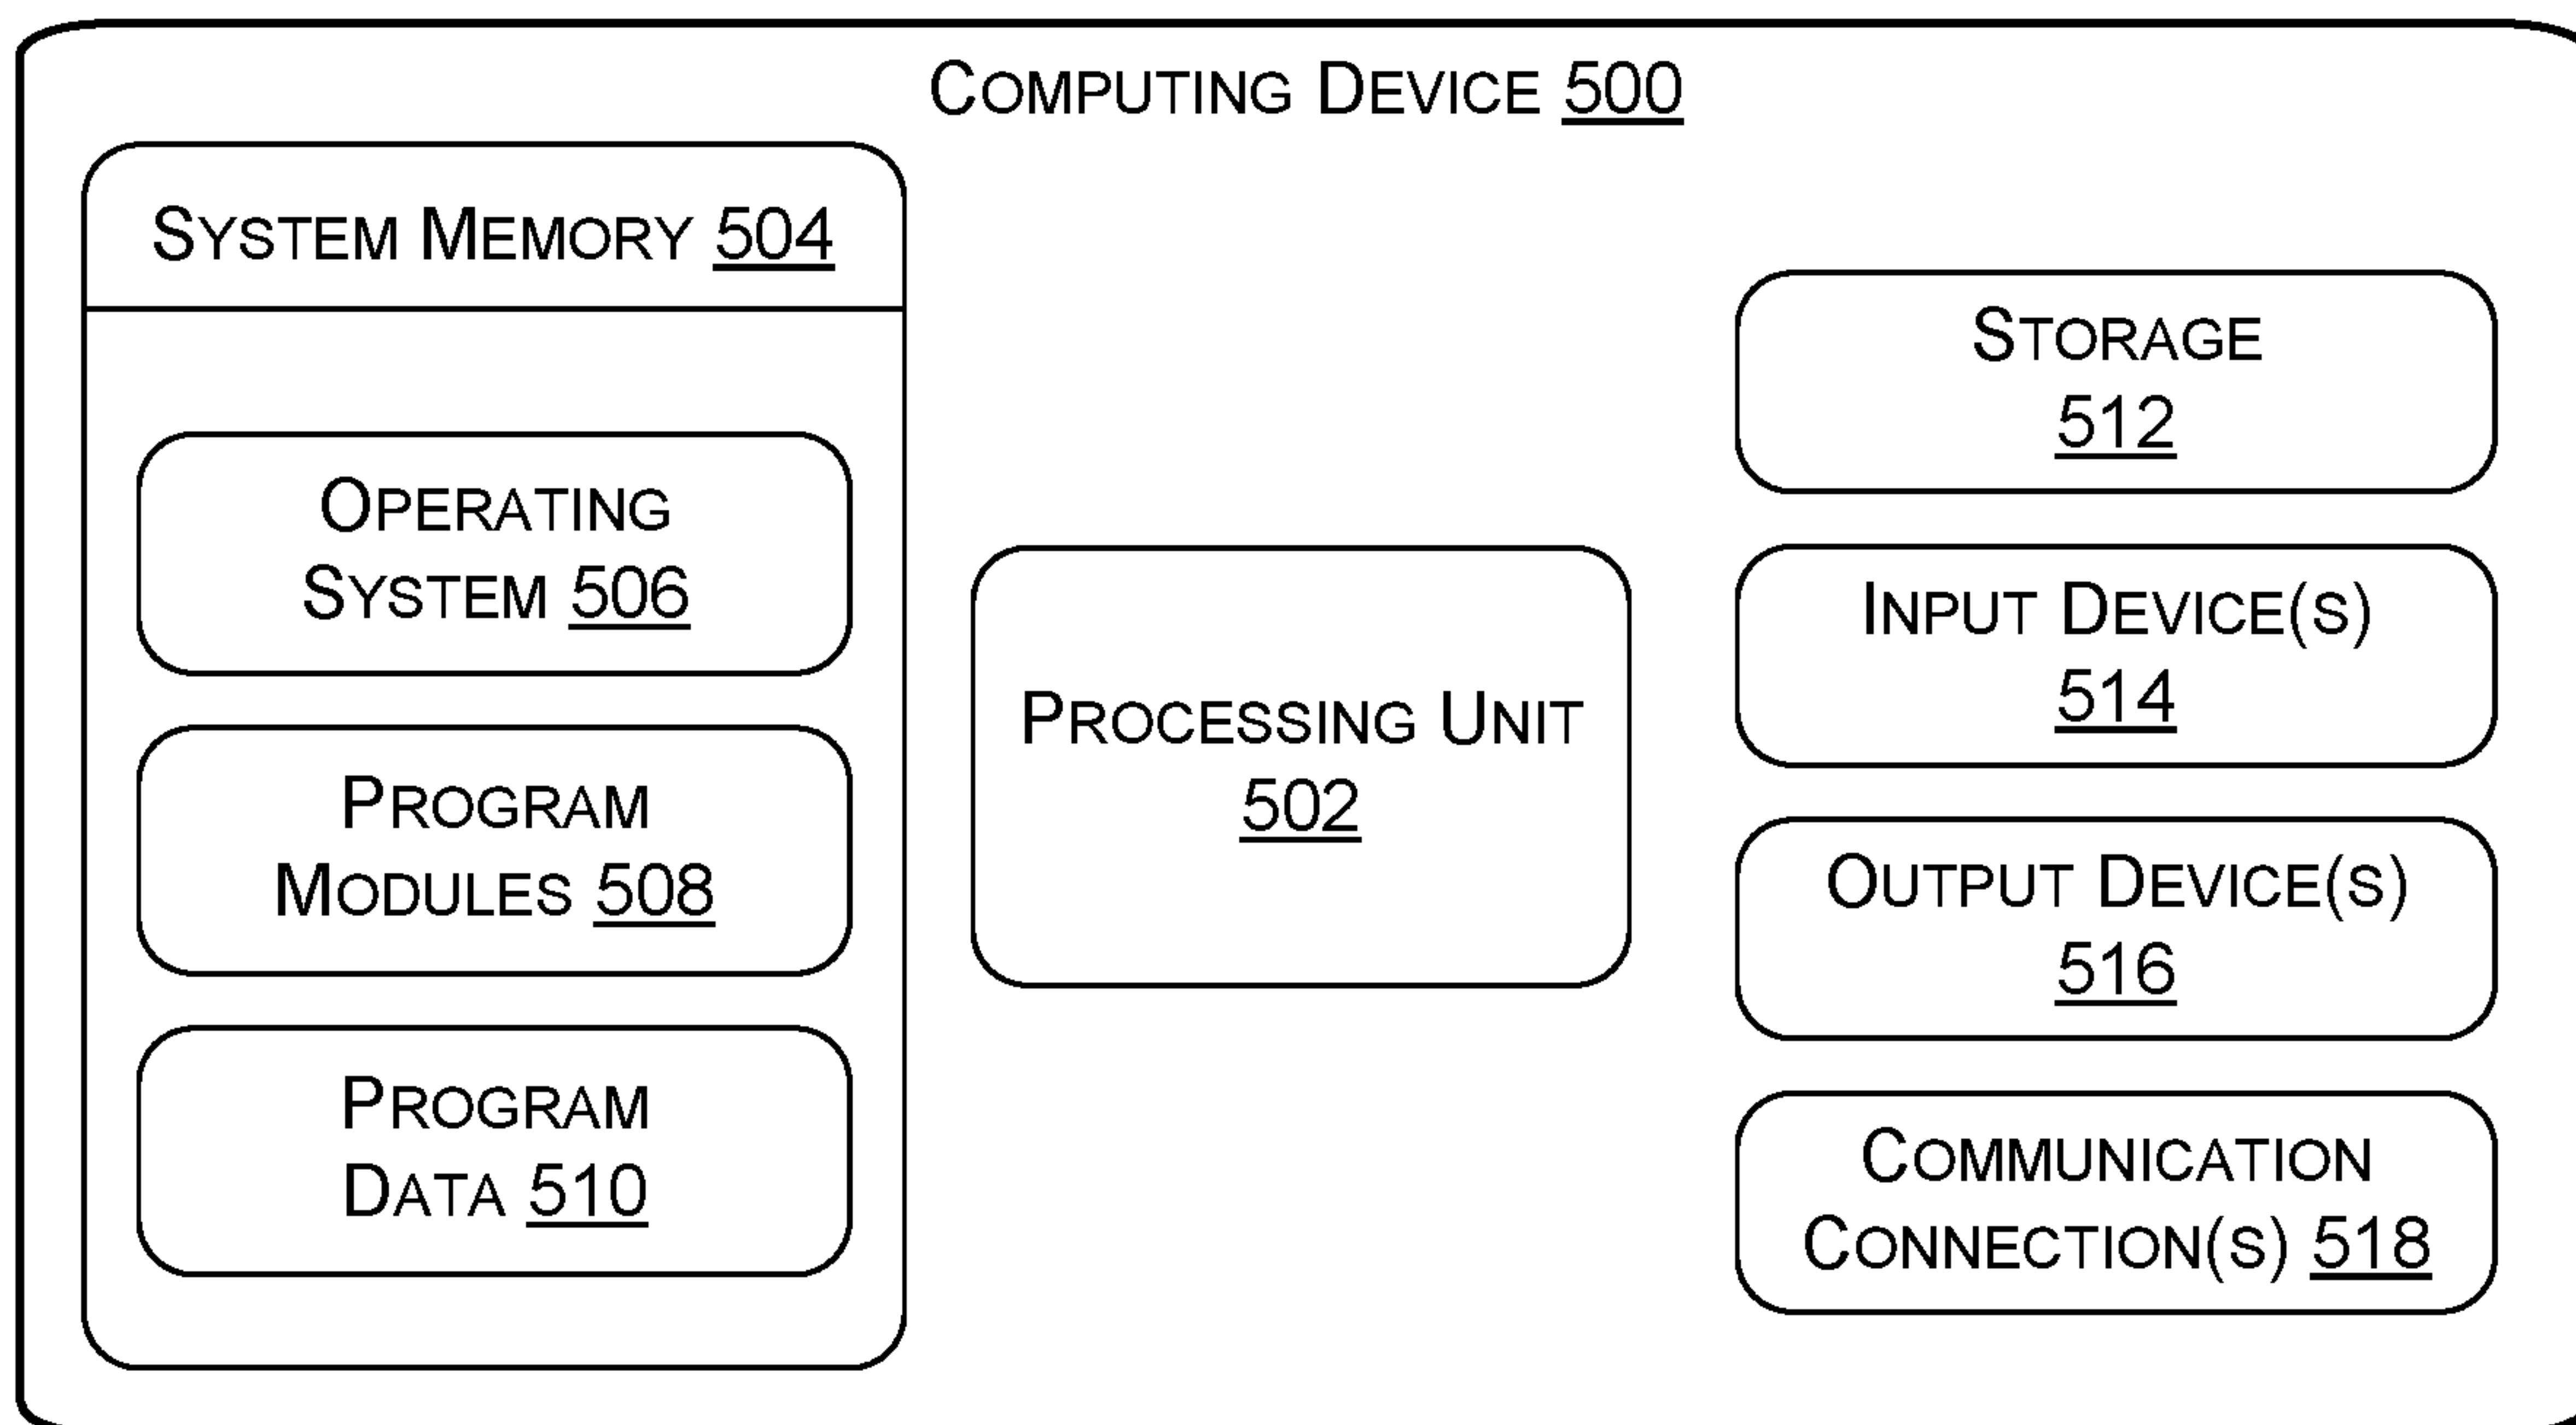 COMPUTING DEVICE 500
SYSTEM MEMORY 504
OPERATING
SYSTEM 506
PROGRAM
MODULES 508
PROGRAM
DATA 510
PROCESSING UNIT
502
STORAGE
512
INPUT DEVICE(S)
514
OUTPUT DEVICE(S)
516
COMMUNICATION
CONNECTION(S) 518